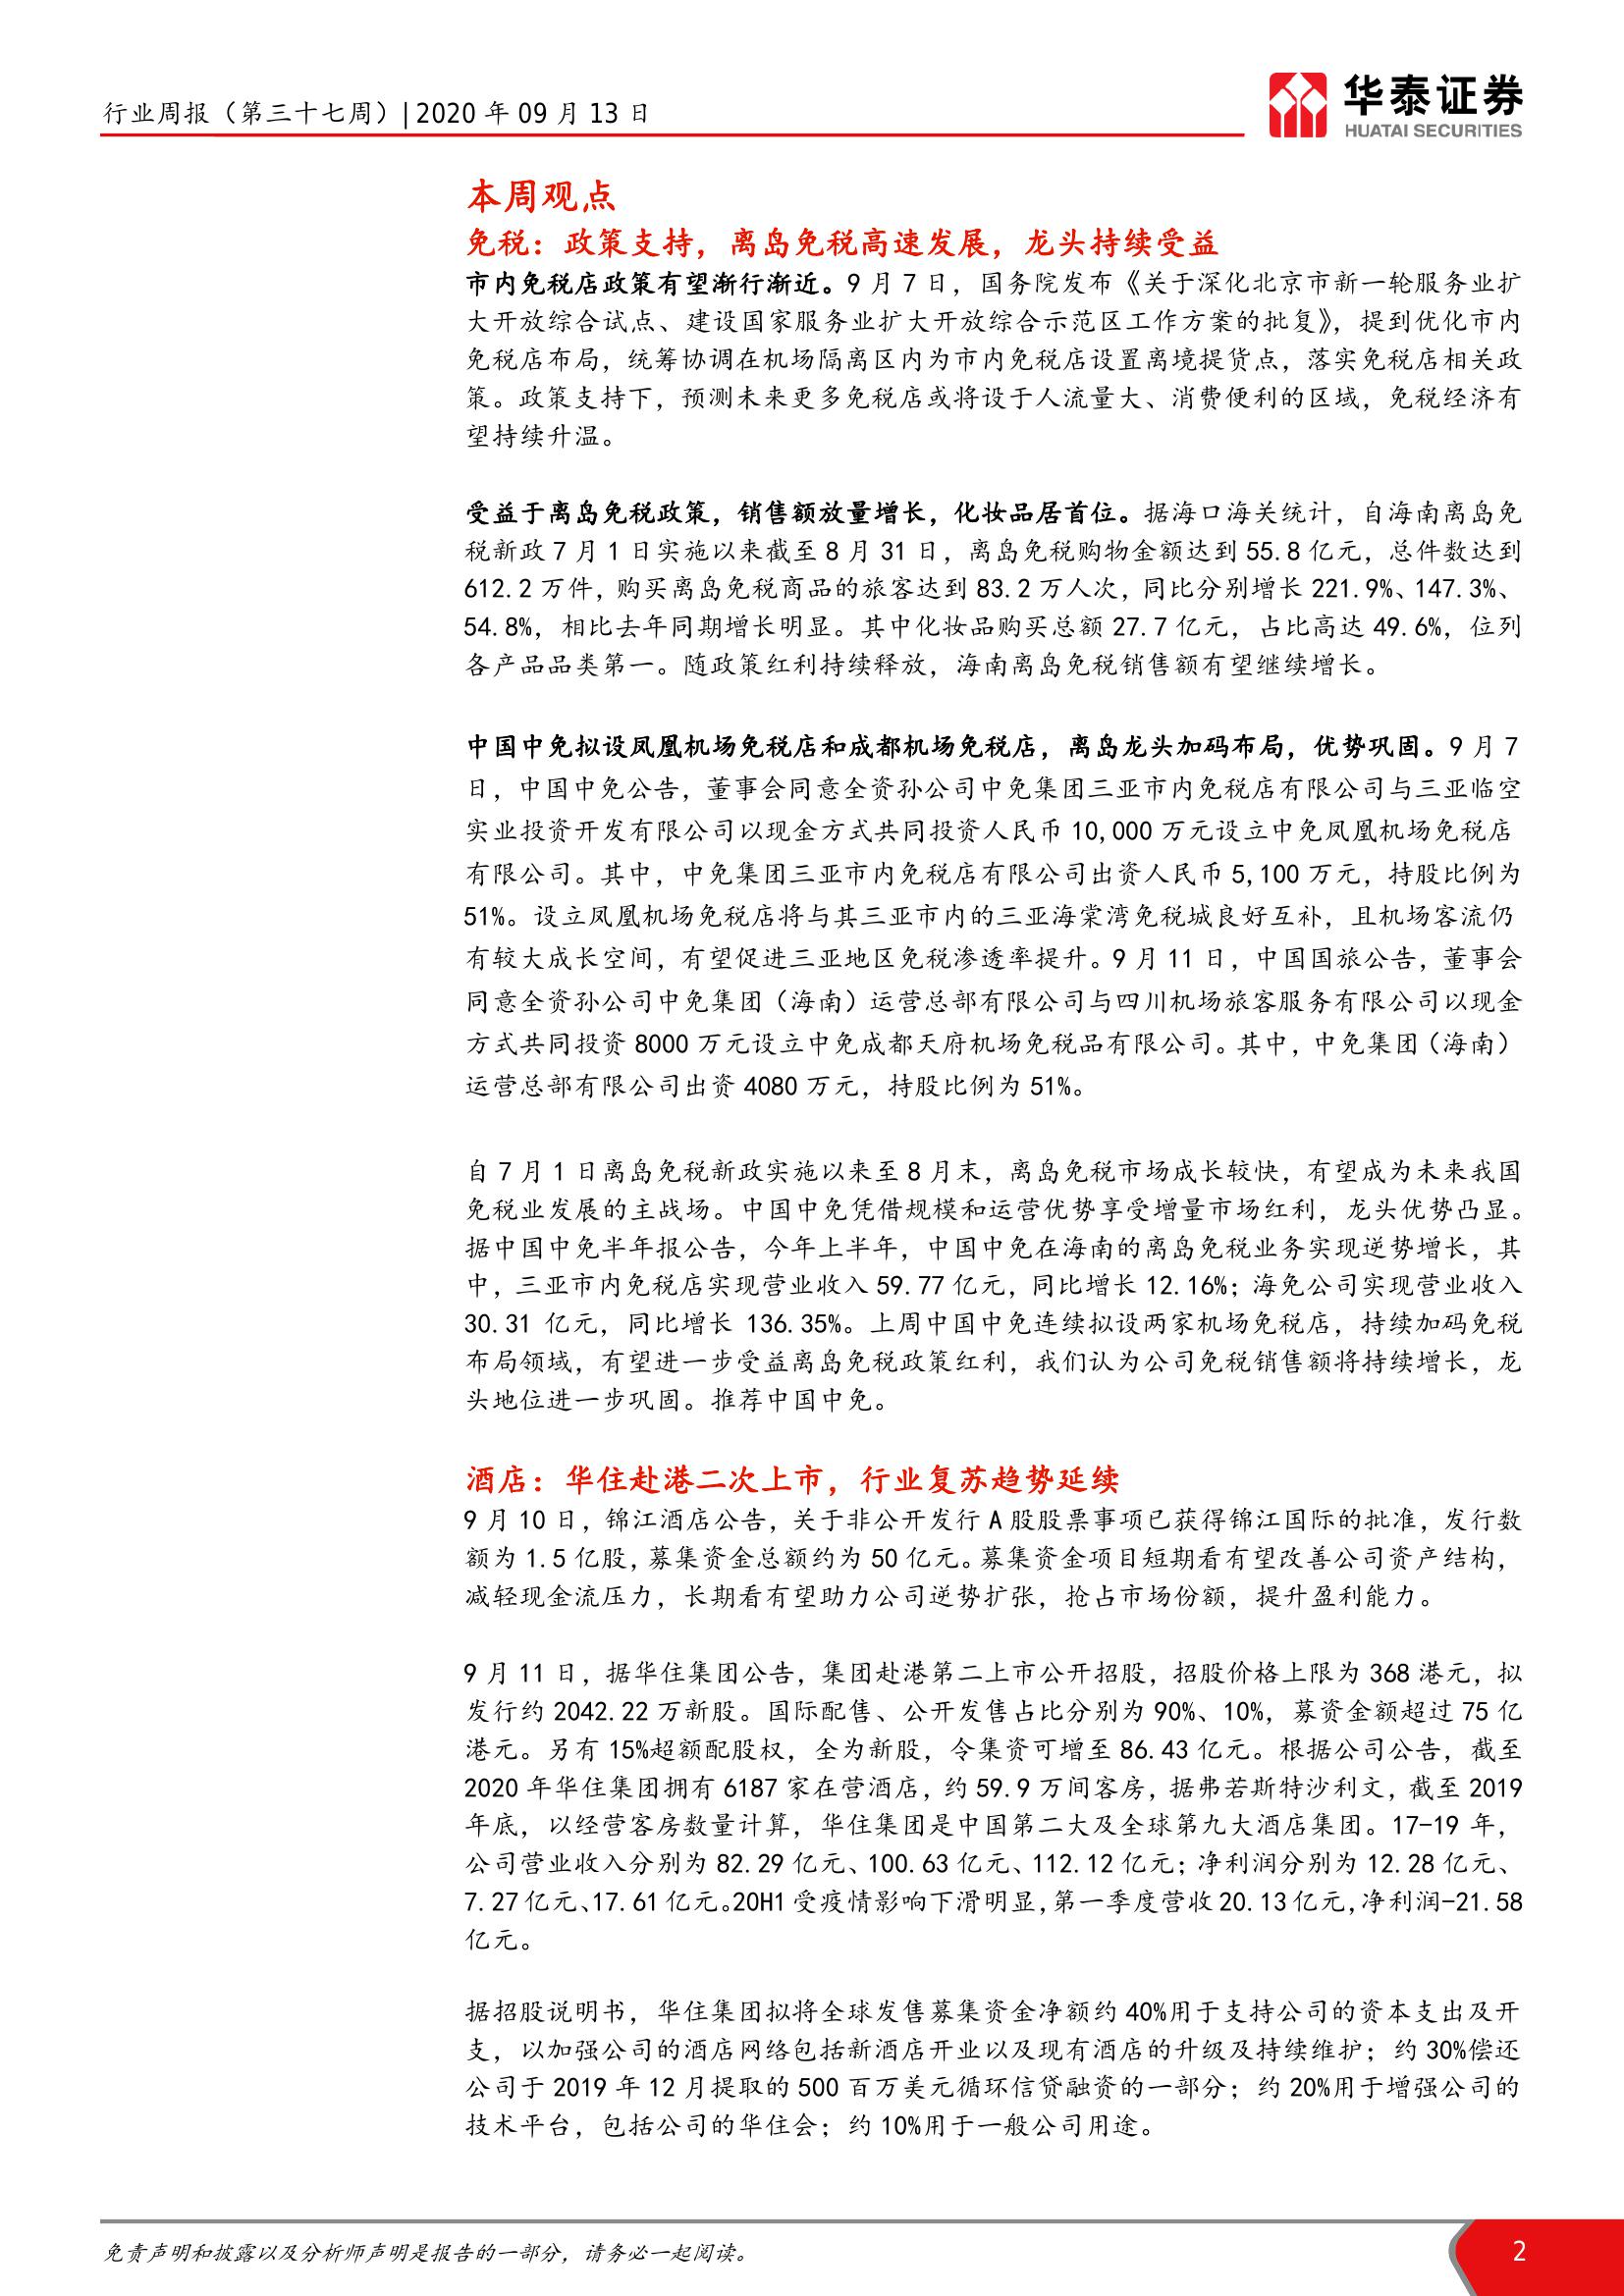 行业周报（第三十七周）| 2020 年 09 月 13 日
华泰证券
HUATAI SECURITIES
本周观点
免税：政策支持，离岛免税高速发展，龙头持续受益
市内免税店政策有望渐行渐近。9 月 7 日，国务院发布《关于深化北京市新一轮服务业扩
大开放综合试点、建设国家服务业扩大开放综合示范区工作方案的批复》，提到优化市内
免税店布局，统筹协调在机场隔离区内为市内免税店设置离境提货点，落实免税店相关政
策。政策支持下，预测未来更多免税店或将设于人流量大、消费便利的区域，免税经济有
望持续升温。
受益于离岛免税政策，销售额放量增长，化妆品居首位。据海口海关统计，自海南离岛免
税新政 7 月 1 日实施以来截至 8 月 31 日，离岛免税购物金额达到 55.8 亿元，总件数达到
612.2 万件，购买离岛免税商品的旅客达到 83.2 万人次，同比分别增长 221.9%、147.3%、
54.8%，相比去年同期增长明显。其中化妆品购买总额 27.7 亿元，占比高达 49.6%，位列
各产品品类第一。随政策红利持续释放，海南离岛免税销售额有望继续增长。
中国中免拟设凤凰机场免税店和成都机场免税店，离岛龙头加码布局，优势巩固。9 月 7
日，中国中免公告，董事会同意全资孙公司中免集团三亚市内免税店有限公司与三亚临空
实业投资开发有限公司以现金方式共同投资人民币 10,000 万元设立中免凤凰机场免税店
有限公司。其中，中免集团三亚市内免税店有限公司出资人民币 5,100 万元，持股比例为
51%。设立凤凰机场免税店将与其三亚市内的三亚海棠湾免税城良好互补，且机场客流仍
有较大成长空间，有望促进三亚地区免税渗透率提升。9 月 11 日，中国国旅公告，董事会
同意全资孙公司中免集团（海南）运营总部有限公司与四川机场旅客服务有限公司以现金
方式共同投资 8000 万元设立中免成都天府机场免税品有限公司。其中，中免集团（海南）
运营总部有限公司出资 4080 万元，持股比例为 51%。
自 7 月 1 日离岛免税新政实施以来至 8 月末，离岛免税市场成长较快，有望成为未来我国
免税业发展的主战场。中国中免凭借规模和运营优势享受增量市场红利，龙头优势凸显。
据中国中免半年报公告，今年上半年，中国中免在海南的离岛免税业务实现逆势增长，其
中，三亚市内免税店实现营业收入 59.77 亿元，同比增长 12.16%；海免公司实现营业收入
30.31 亿元，同比增长 136.35%。上周中国中免连续拟设两家机场免税店，持续加码免税
布局领域，有望进一步受益离岛免税政策红利，我们认为公司免税销售额将持续增长，龙
头地位进一步巩固。推荐中国中免。
酒店：华住赴港二次上市，行业复苏趋势延续
9 月 10 日，锦江酒店公告，关于非公开发行 A 股股票事项已获得锦江国际的批准，发行数
额为 1.5 亿股，募集资金总额约为 50 亿元。募集资金项目短期看有望改善公司资产结构，
减轻现金流压力，长期看有望助力公司逆势扩张，抢占市场份额，提升盈利能力。
9 月 11 日，据华住集团公告，集团赴港第二上市公开招股，招股价格上限为 368 港元，拟
发行约 2042.22 万新股。国际配售、公开发售占比分别为 90%、10%，募资金额超过 75 亿
港元。另有 15%超额配股权，全为新股，令集资可增至 86.43 亿元。根据公司公告，截至
2020 年华住集团拥有 6187 家在营酒店，约 59.9 万间客房，据弗若斯特沙利文，截至 2019
年底，以经营客房数量计算，华住集团是中国第二大及全球第九大酒店集团。17-19 年，
公司营业收入分别为 82.29 亿元、100.63 亿元、112.12 亿元；净利润分别为 12.28 亿元、
7.27 亿元、17.61 亿元。20H1 受疫情影响下滑明显，第一季度营收 20.13 亿元，净利润-21.58
亿元。
据招股说明书，华住集团拟将全球发售募集资金净额约 40%用于支持公司的资本支出及开
支，以加强公司的酒店网络包括新酒店开业以及现有酒店的升级及持续维护；约 30%偿还
公司于 2019 年 12 月提取的 500 百万美元循环信贷融资的一部分；约 20%用于增强公司的
技术平台，包括公司的华住会；约 10%用于一般公司用途。
免责声明和披露以及分析师声明是报告的一部分，请务必一起阅读。
2